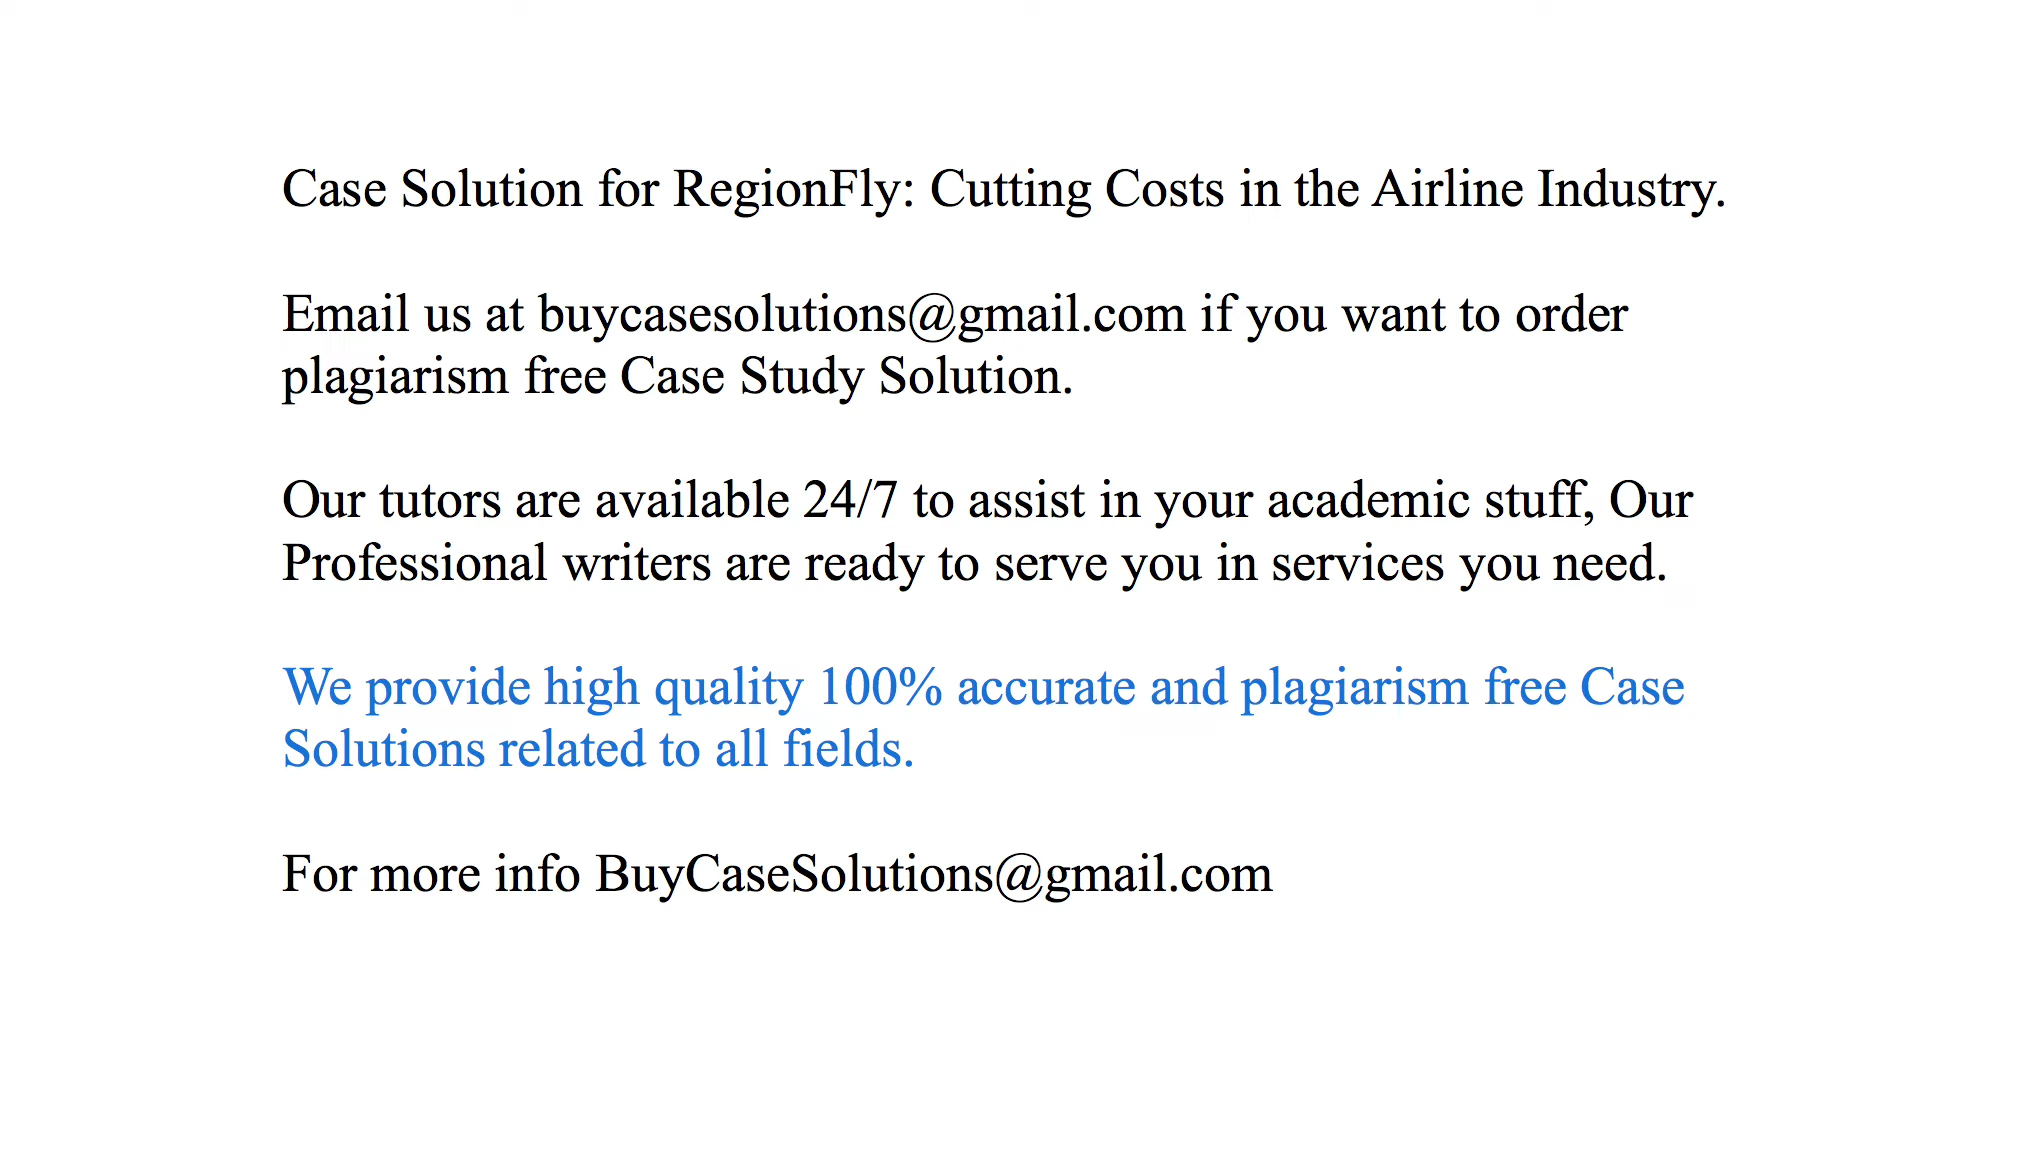 Case Solution for RegionFly: Cutting Costs in the Airline Industry.
Email us at buycasesolutions@gmail.com if you want to order
plagiarism free Case Study Solution.
Our tutors are available 24/7 to assist in your academic stuff, Our
Professional writers are ready to serve you in services you need.
We provide high quality 100% accurate and plagiarism free Case
Solutions related to all fields.
For more info BuyCaseSolutions@gmail.com